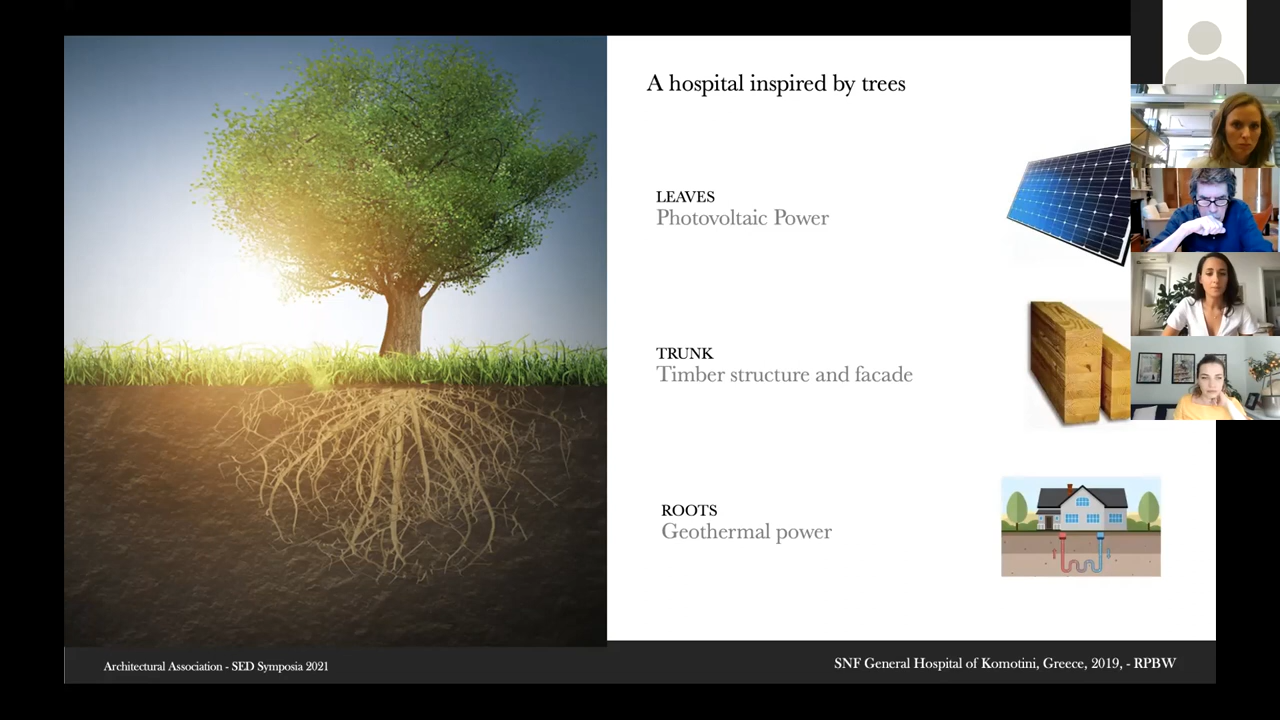 A hospital inspired by trees
LEAVES
Photovoltaic Power
TRUNK
Timber structure and facade
ROOTS
Geothermal power
Architectural Association - SED Symposia 2021
SNF General Hospital of Komotini, Greece, 2019, - RPBW